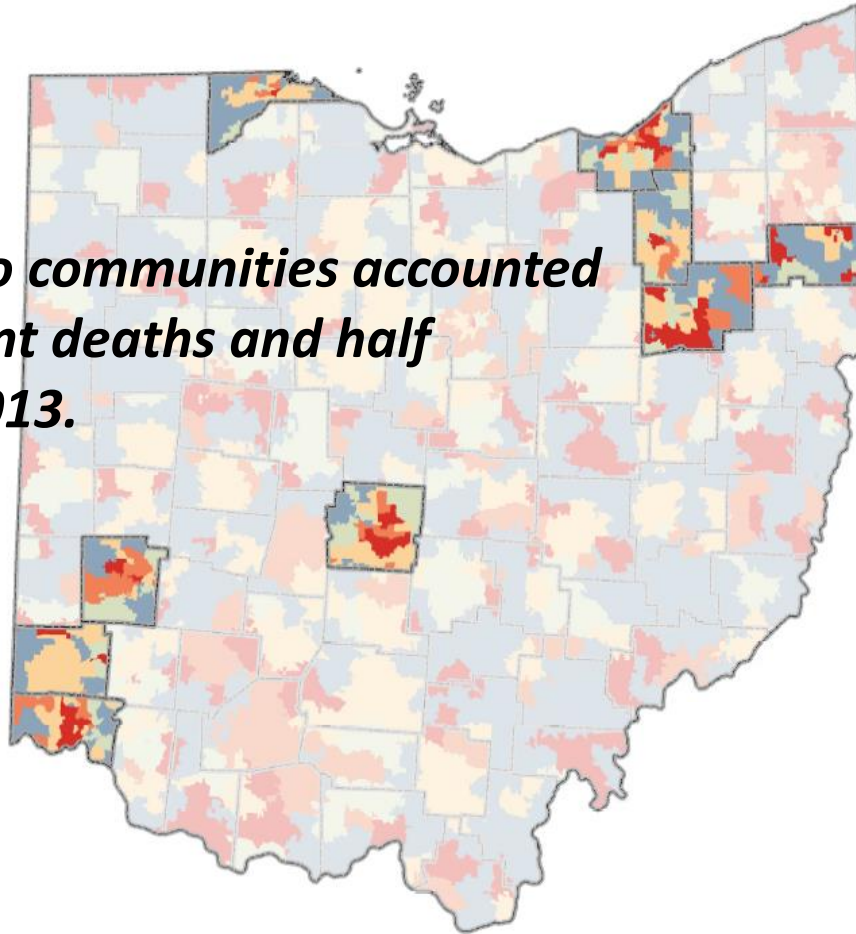 o communities accounted
nt deaths and half
013.